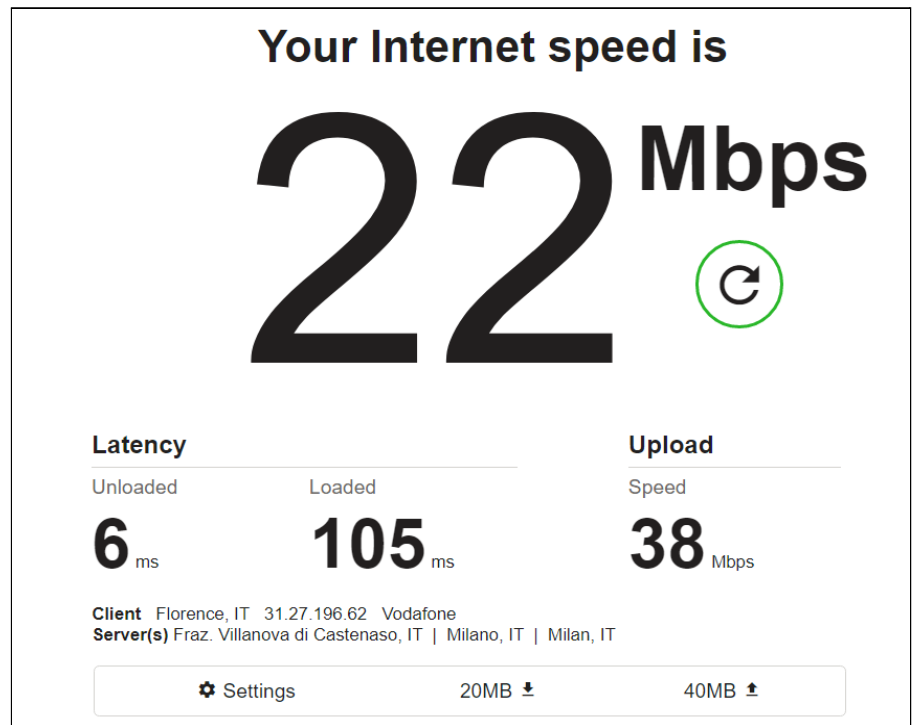 Your Internet speed is
22 Mbps
Latency
Upload
Unloaded
Loaded
Speed
6 ms
105 ms
38 Mbps
Client Florence, IT 31.27.196.62 Vodafone
Server(s) Fraz. Villanova di Castenaso, IT | Milano, IT | Milan, IT
Settings 20MB 40MB